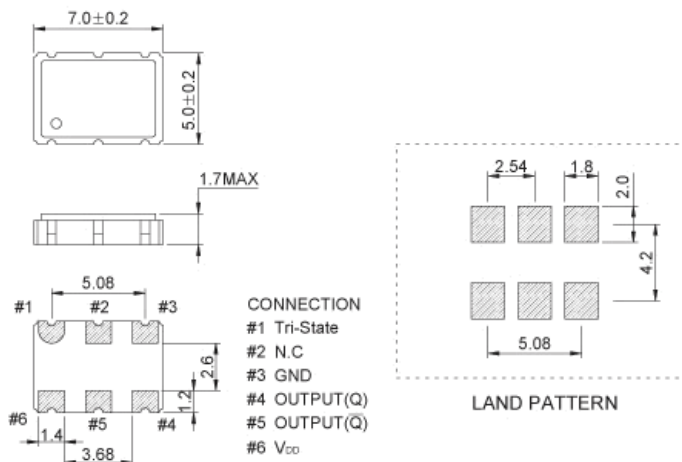 7.0±0.2
5.0±0.2
1.7MAX
5.08
#1 #2 #3
2.6
1.2
#6 #5 #4
1.4
3.68
CONNECTION
#1 Tri-State
#2 N.C
#3 GND
#4 OUTPUT(Q)
#5 OUTPUT(Q̅)
#6 VDD
2.54
1.8
2.0
4.2
5.08
LAND PATTERN